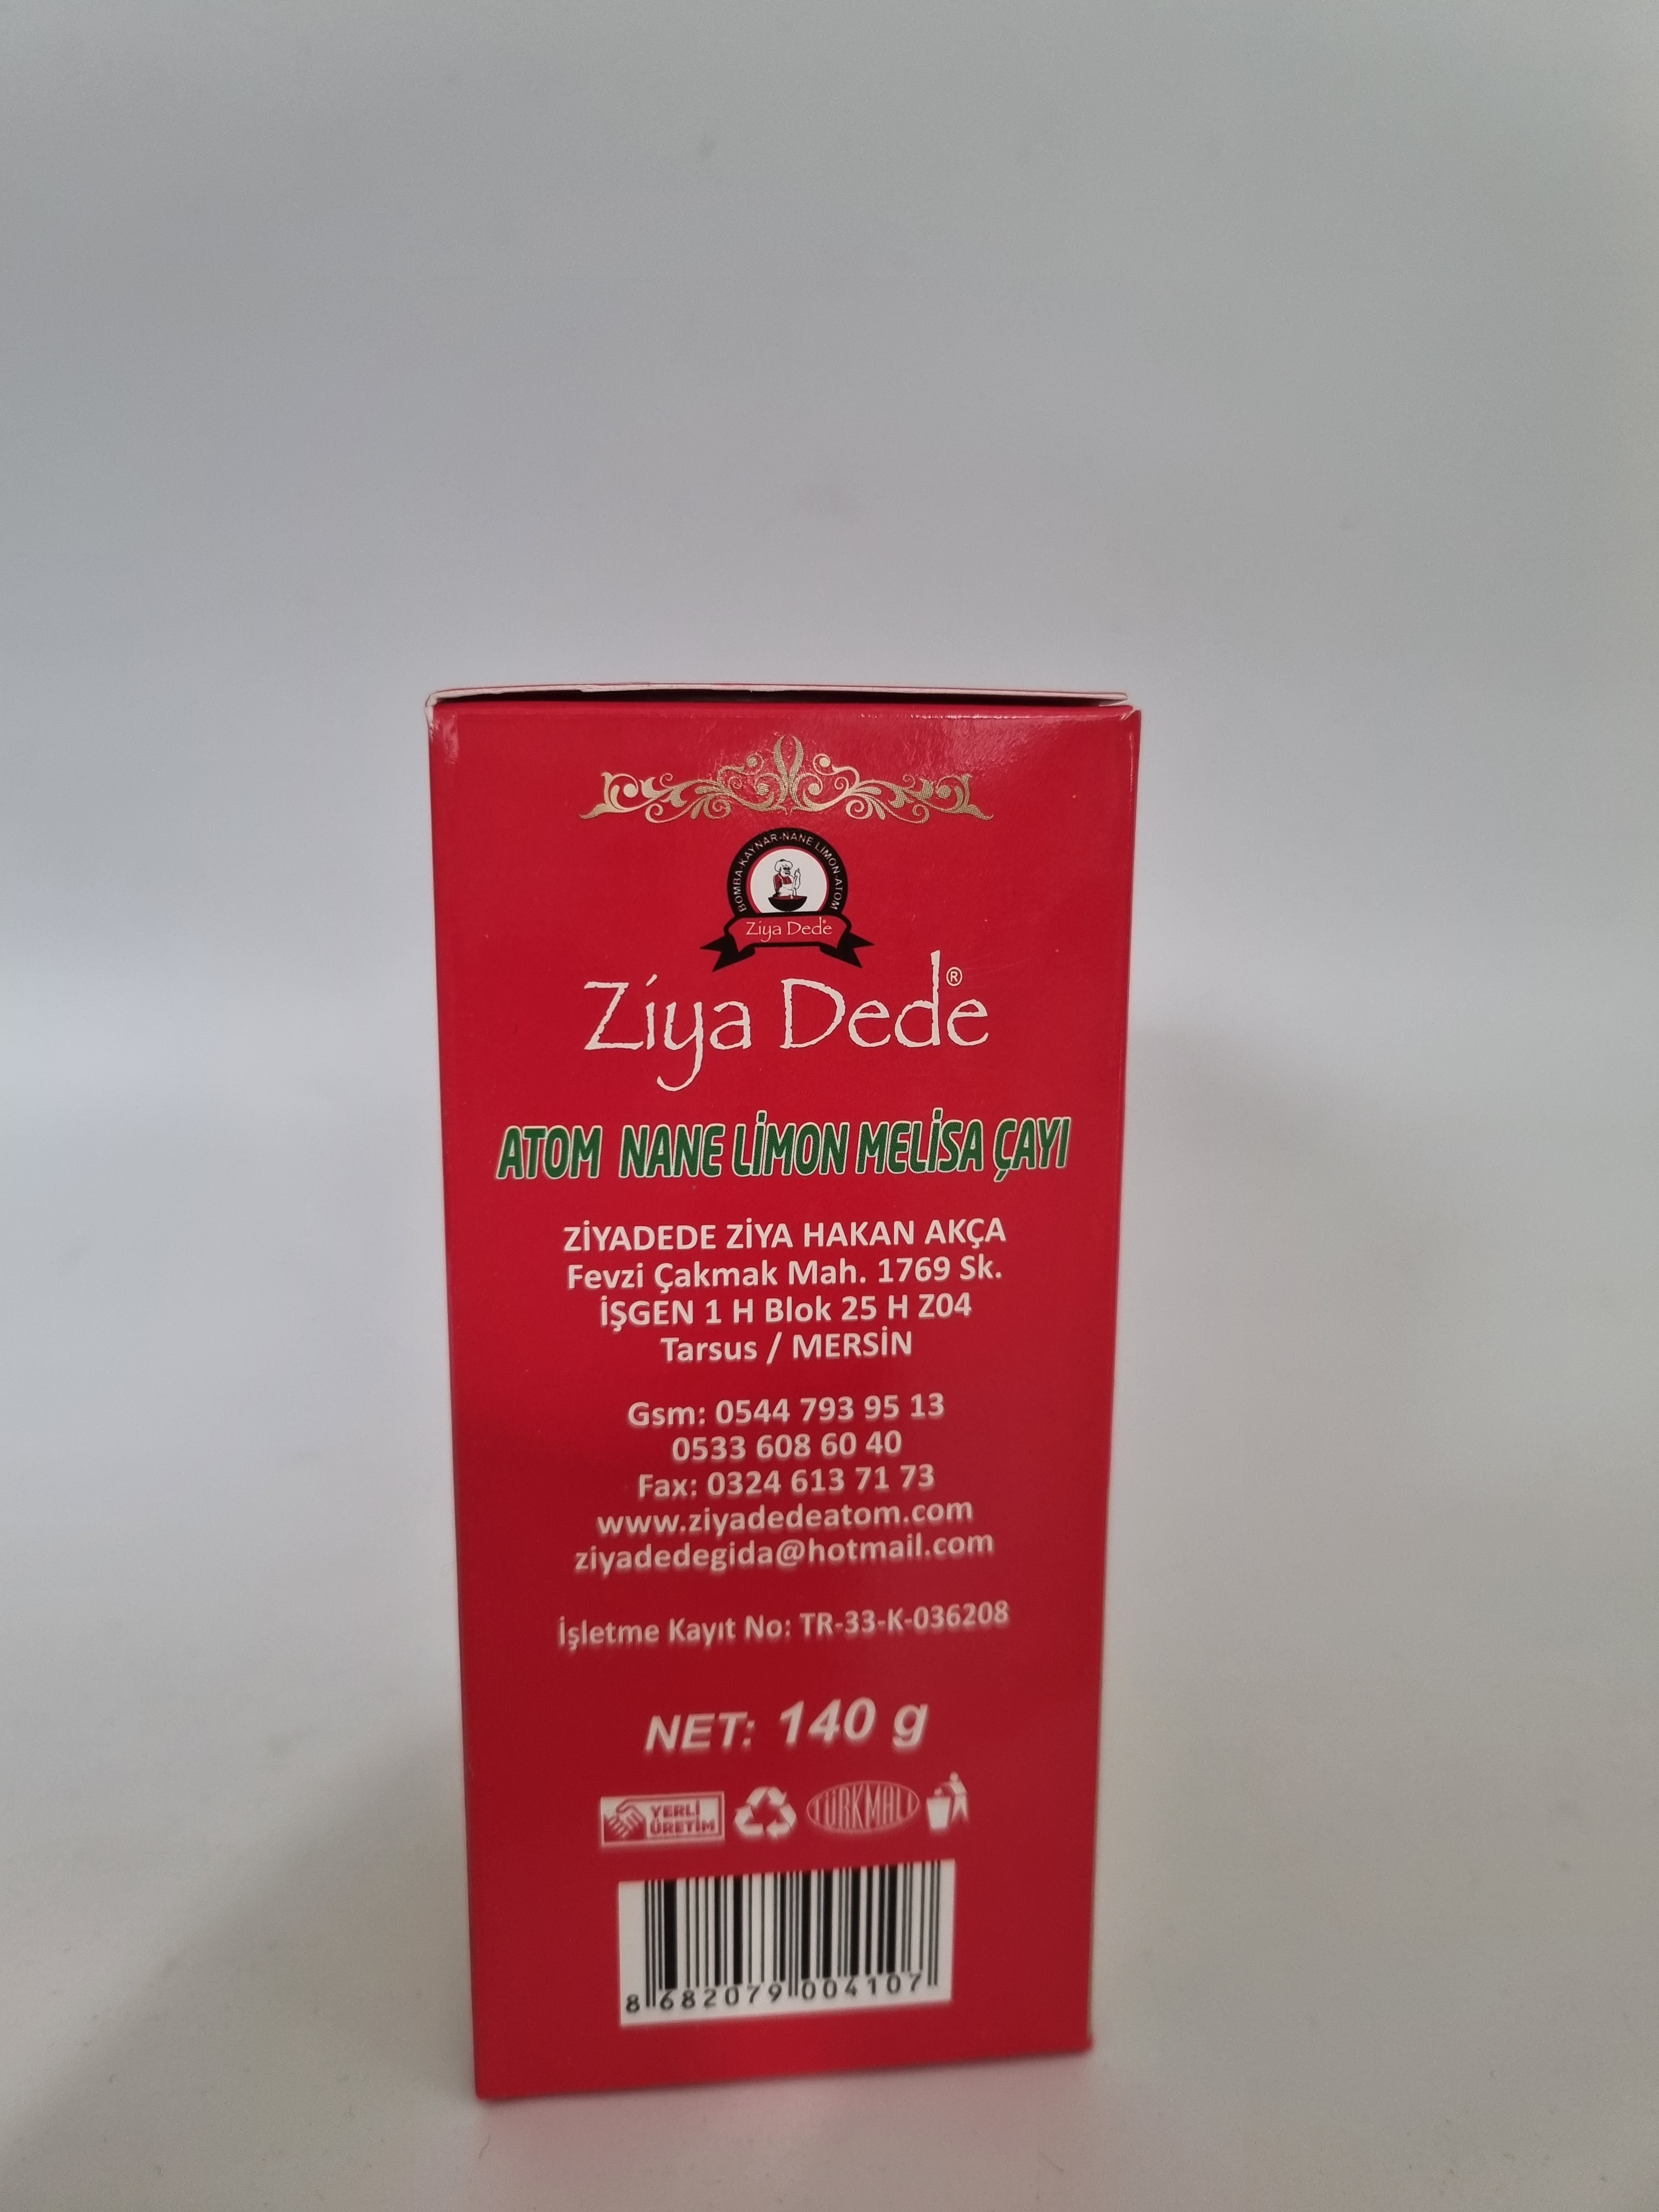 BOMBA-KAYNAR-NANE LİMON-ATOM
Ziya Dede
Ziya Dede®
ATOM NANE LİMON MELİSA ÇAYI
ZİYADEDE ZİYA HAKAN AKÇA
Fevzi Çakmak Mah. 1769 Sk.
İŞGEN 1 H Blok 25 H Z04
Tarsus / MERSİN
Gsm: 0544 793 95 13
0533 608 60 40
Fax: 0324 613 71 73
www.ziyadedeatom.com
ziyadedegida@hotmail.com
İşletme Kayıt No: TR-33-K-036208
NET: 140 g
YERLİ
ÜRETİM
TÜRKMALI
8 682079 004107